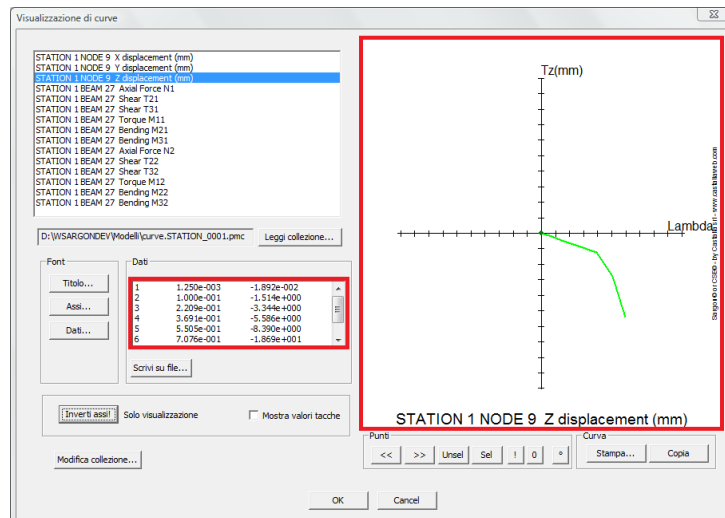 Visualizzazione di curve
STATION 1 NODE 9 X displacement (mm)
STATION 1 NODE 9 Y displacement (mm)
STATION 1 NODE 9 Z displacement (mm)
STATION 1 BEAM 27 Axial Force N1
STATION 1 BEAM 27 Shear T21
STATION 1 BEAM 27 Shear T31
STATION 1 BEAM 27 Torque M11
STATION 1 BEAM 27 Bending M21
STATION 1 BEAM 27 Bending M31
STATION 1 BEAM 27 Axial Force N2
STATION 1 BEAM 27 Shear T22
STATION 1 BEAM 27 Shear T32
STATION 1 BEAM 27 Torque M12
STATION 1 BEAM 27 Bending M22
STATION 1 BEAM 27 Bending M32
D:\WSARGONDEV\Modelli\curve.STATION_0001.pmc
Leggi collezione...
Font
Titolo...
Assi...
Dati...
Dati
1 1.250e-003 -1.892e-002
2 1.000e-001 -1.514e+000
3 2.209e-001 -3.344e+000
4 3.691e-001 -5.586e+000
5 5.505e-001 -8.390e+000
6 7.076e-001 -1.869e+001
Scrivi su file...
Inverti assi!
Solo visualizzazione
Mostra valori tacche
Modifica collezione...
Tz(mm)
Lambda
STATION 1 NODE 9 Z displacement (mm)
Punti
<< >> Unsel Sel ! 0 °
Curva
Stampa... Copia
OK Cancel